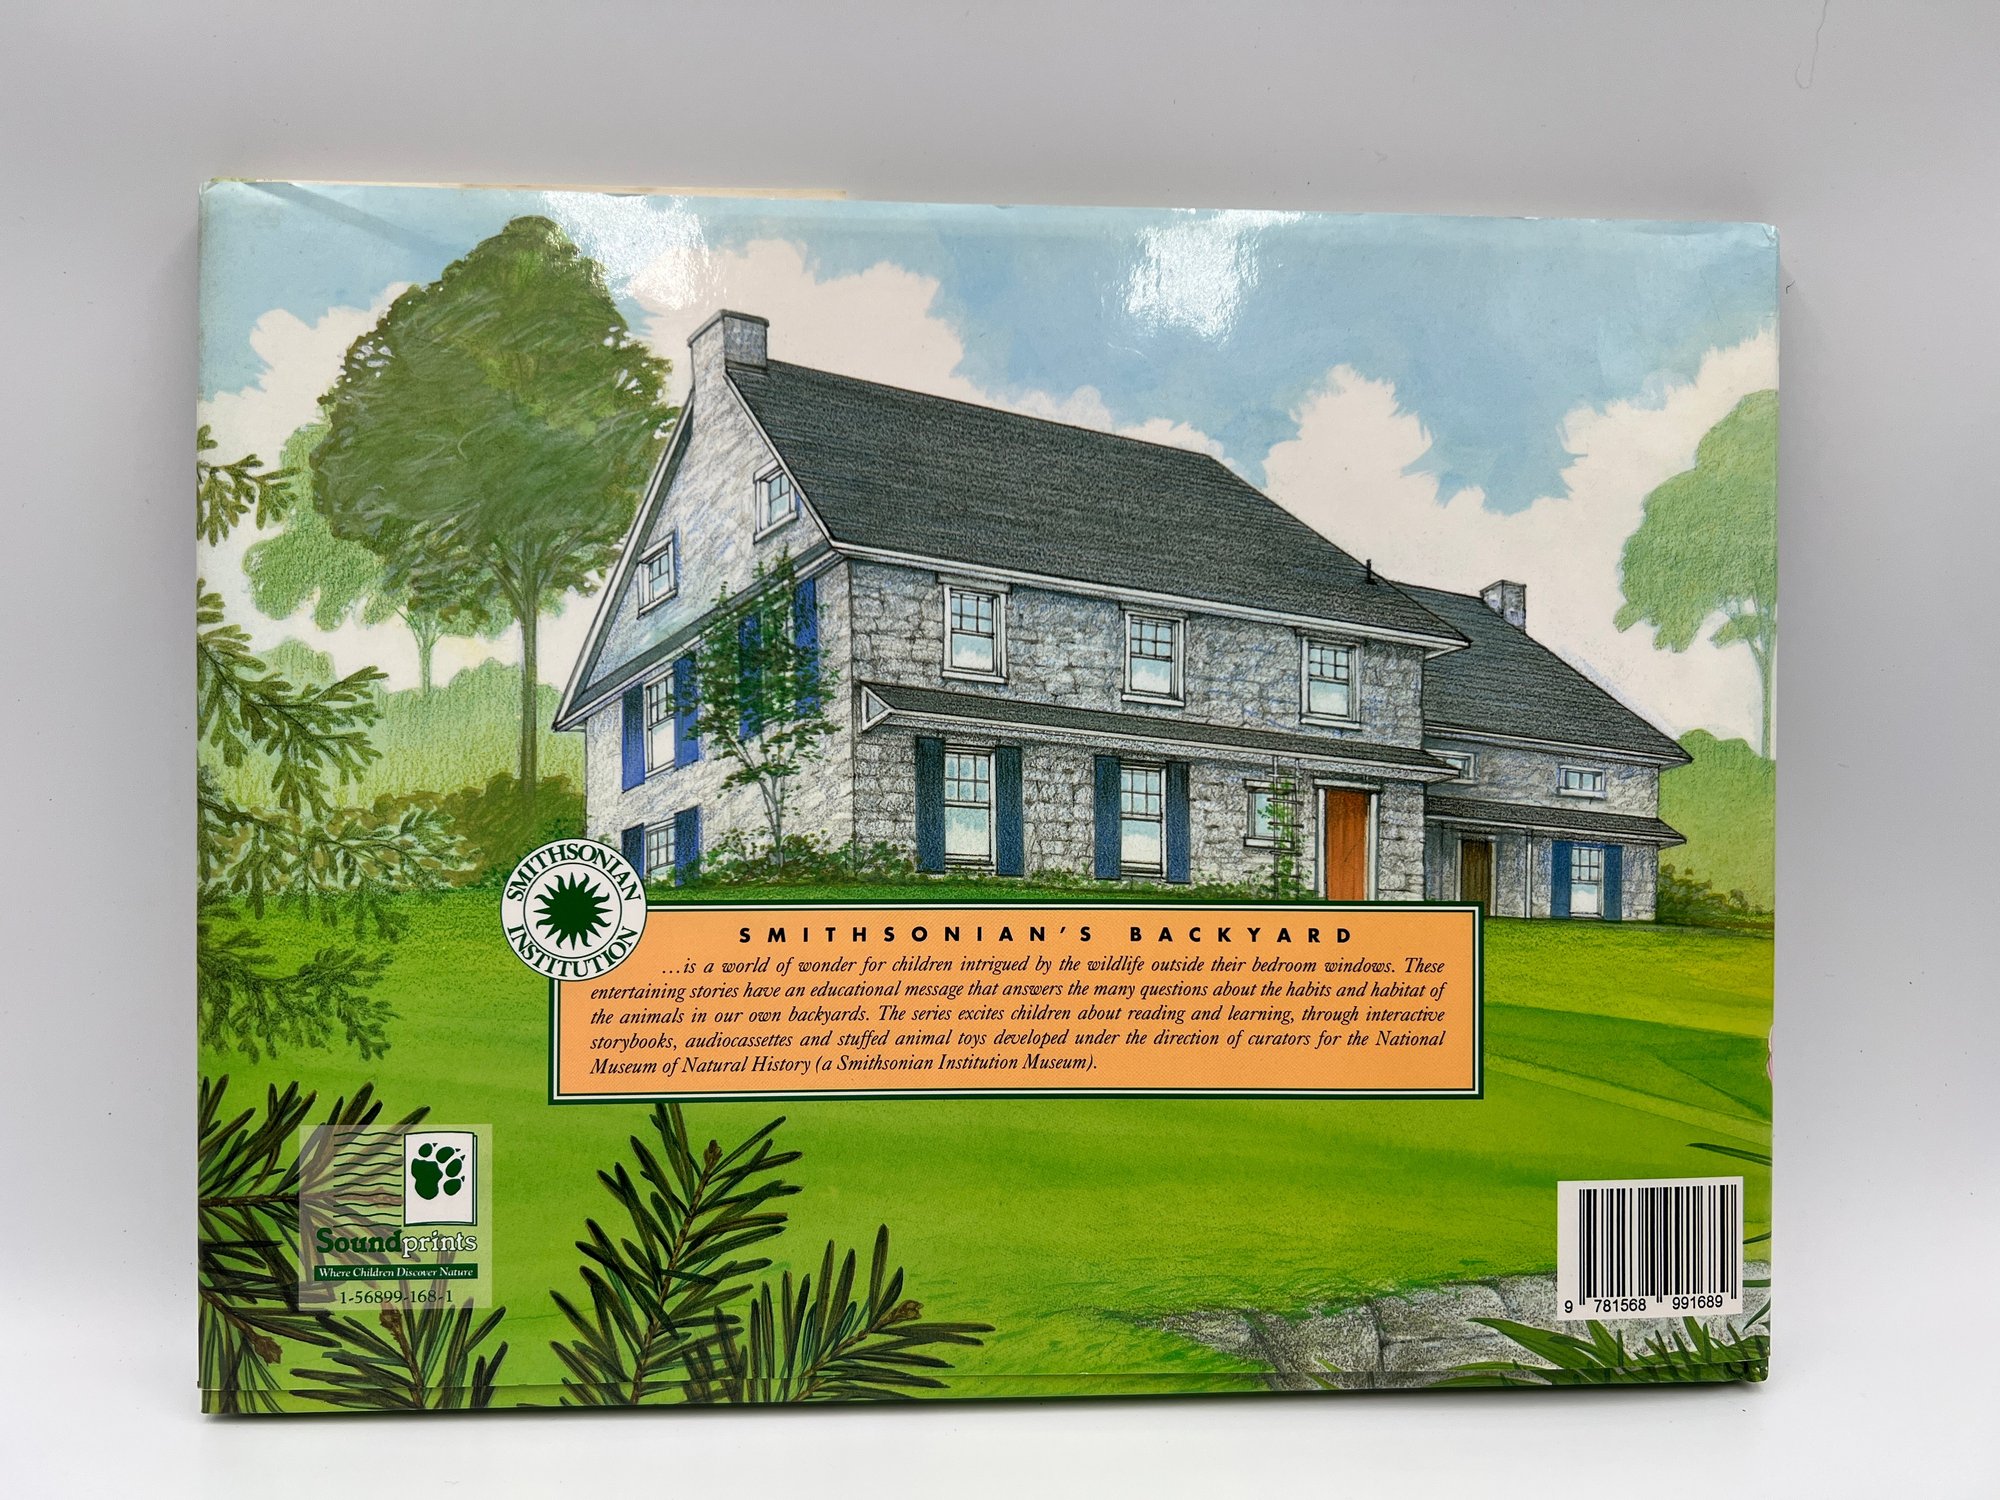 SMITHSONIAN INSTITUTION
SMITHSONIAN'S BACKYARD
...is a world of wonder for children intrigued by the wildlife outside their bedroom windows. These
entertaining stories have an educational message that answers the many questions about the habits and habitat of
the animals in our own backyards. The series excites children about reading and learning, through interactive
storybooks, audiocassettes and stuffed animal toys developed under the direction of curators for the National
Museum of Natural History (a Smithsonian Institution Museum).
Soundprints
Where Children Discover Nature
1-56899-168-1
9 781568 991689